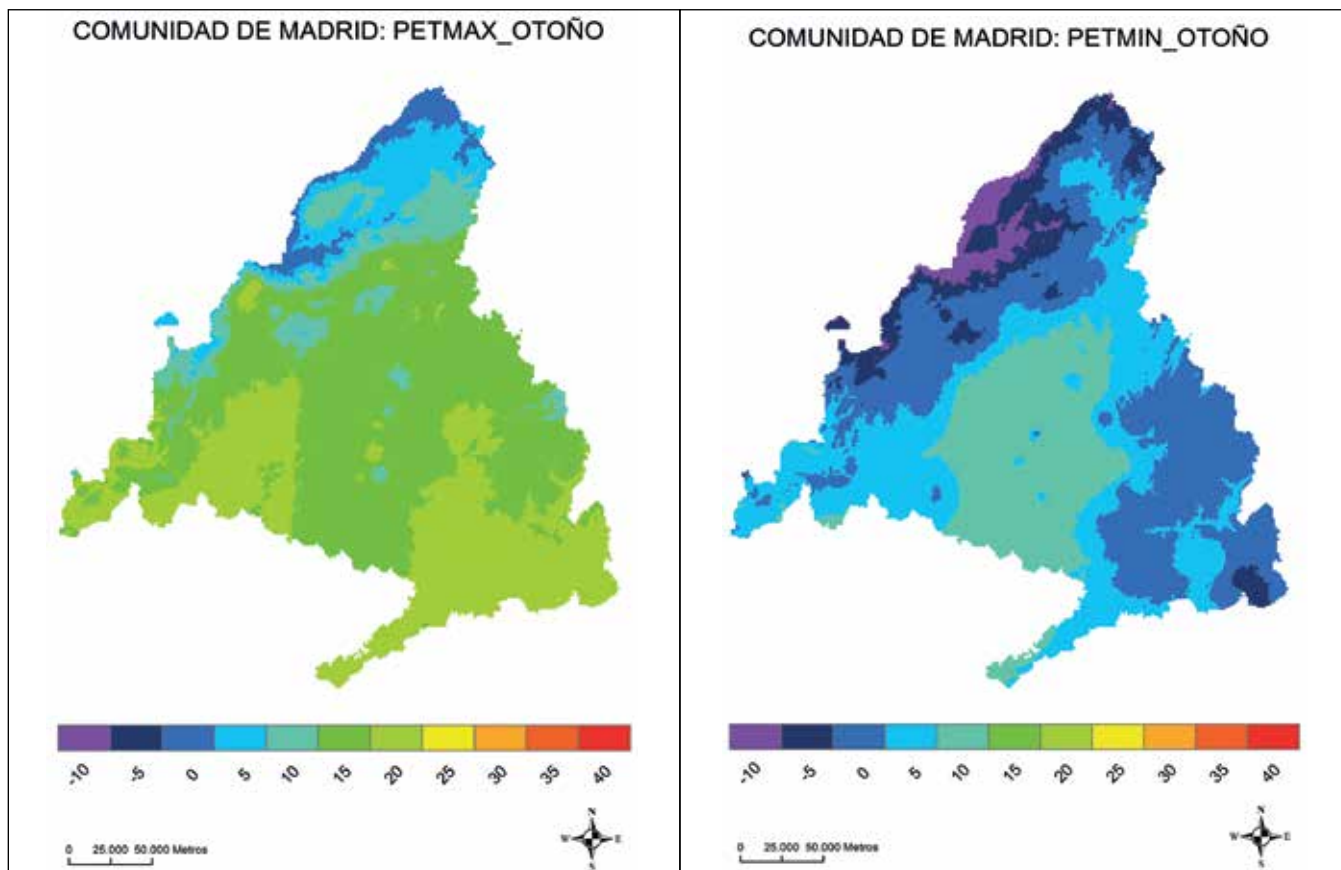 COMUNIDAD DE MADRID: PETMAX_OTOÑO
-10 -5 0 5 10 15 20 25 30 35 40
0 25.000 50.000 Metros
N
W E
S
COMUNIDAD DE MADRID: PETMIN_OTOÑO
-10 -5 0 5 10 15 20 25 30 35 40
0 25.000 50.000 Metros
N
W E
S